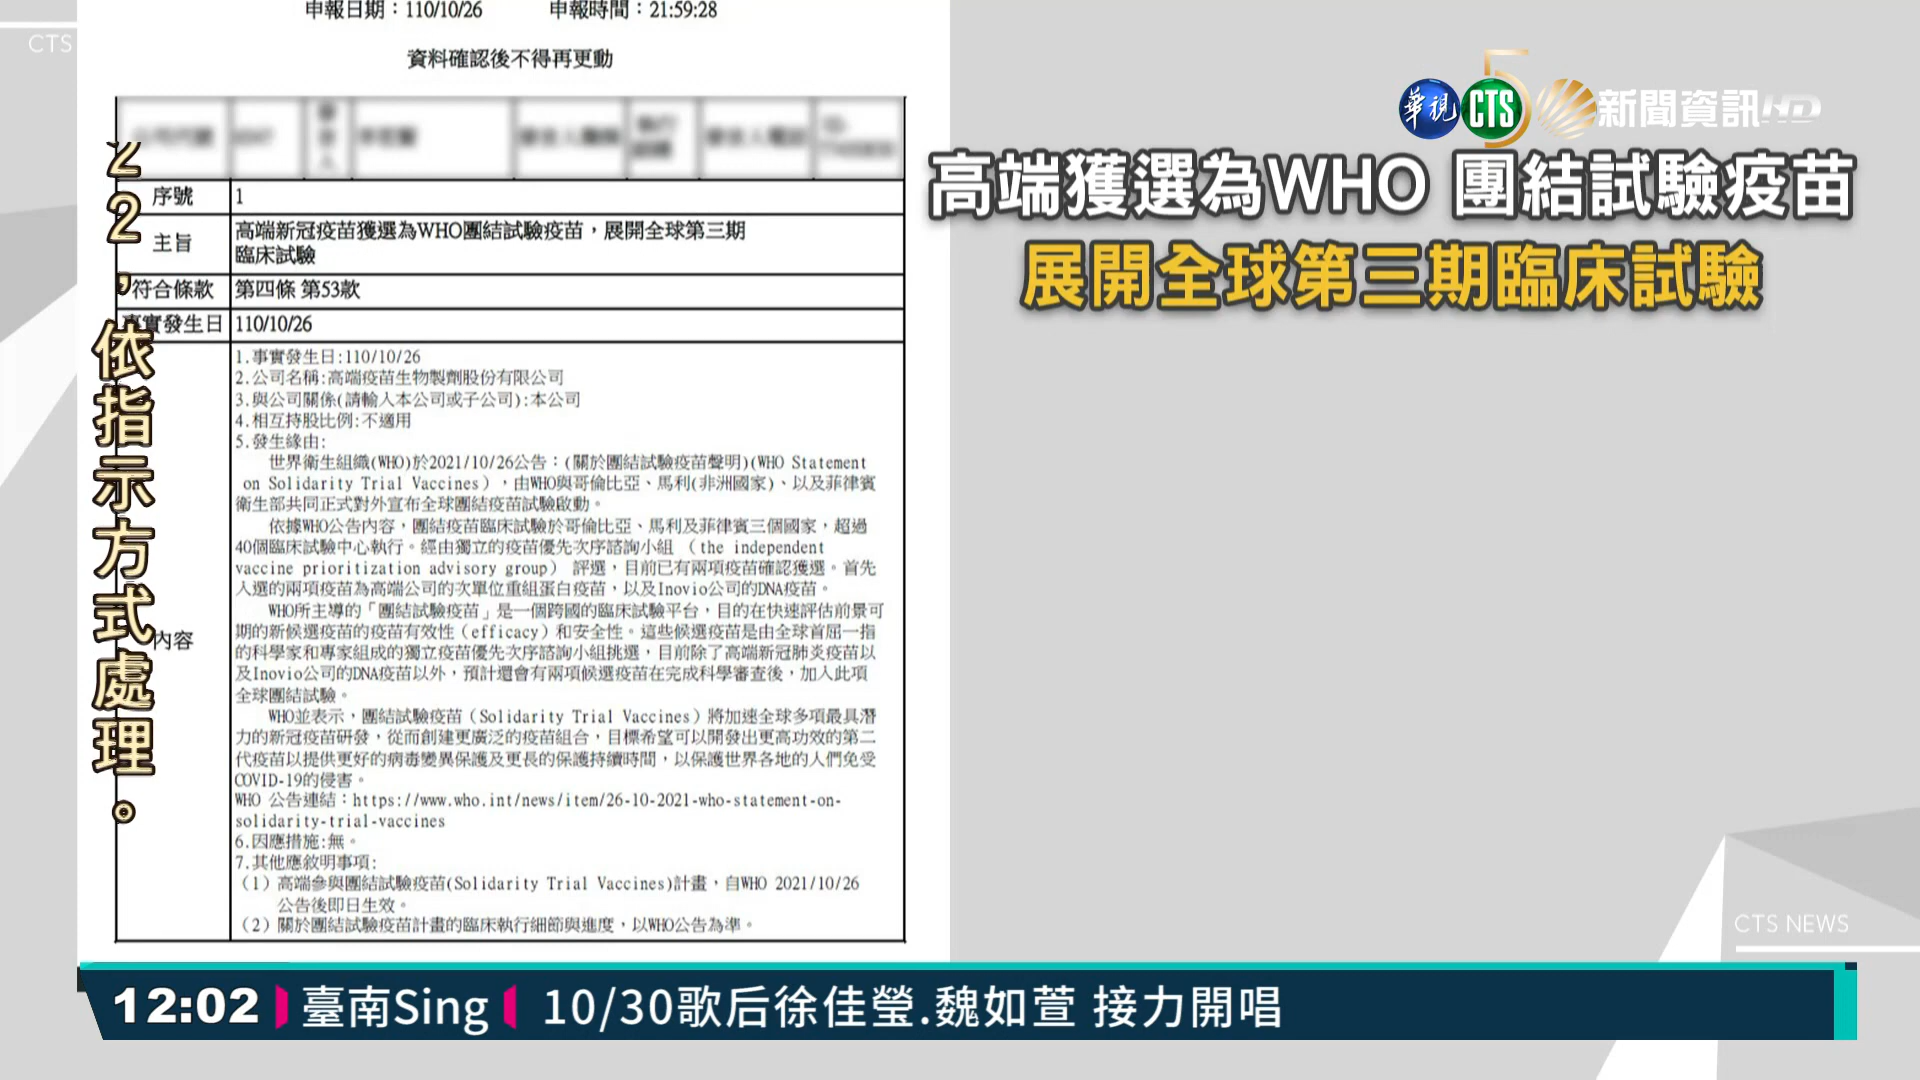 CTS
申報日期：110/10/26 申報時間：21:59:28
資料確認後不得再更動
序號 1
主旨 高端新冠疫苗獲選為WHO團結試驗疫苗，展開全球第三期
臨床試驗
符合條款 第四條 第53款
事實發生日 110/10/26
內容
1.事實發生日:110/10/26
2.公司名稱:高端疫苗生物製劑股份有限公司
3.與公司關係(請輸入本公司或子公司):本公司
4.相互持股比例:不適用
5.發生緣由:
世界衛生組織(WHO)於2021/10/26公告：(關於團結試驗疫苗聲明)(WHO Statement
on Solidarity Trial Vaccines），由WHO與哥倫比亞、馬利(非洲國家)、以及菲律賓
衛生部共同正式對外宣布全球團結疫苗試驗啟動。
依據WHO公告內容，團結疫苗臨床試驗於哥倫比亞、馬利及菲律賓三個國家，超過
40個臨床試驗中心執行。經由獨立的疫苗優先次序諮詢小組 （the independent
vaccine prioritization advisory group） 評選，目前已有兩項疫苗確認獲選。首先
入選的兩項疫苗為高端公司的次單位重組蛋白疫苗，以及Inovio公司的DNA疫苗。
WHO所主導的「團結試驗疫苗」是一個跨國的臨床試驗平台，目的在快速評估前景可
期的新候選疫苗的疫苗有效性（efficacy）和安全性。這些候選疫苗是由全球首屈一指
的科學家和專家組成的獨立疫苗優先次序諮詢小組挑選，目前除了高端新冠肺炎疫苗以
及Inovio公司的DNA疫苗以外，預計還會有兩項候選疫苗在完成科學審查後，加入此項
全球團結試驗。
WHO並表示，團結試驗疫苗（Solidarity Trial Vaccines）將加速全球多項最具潛
力的新冠疫苗研發，從而創建更廣泛的疫苗組合，目標希望可以開發出更高功效的第二
代疫苗以提供更好的病毒變異保護及更長的保護持續時間，以保護世界各地的人們免受
COVID-19的侵害。
WHO 公告連結：https://www.who.int/news/item/26-10-2021-who-statement-on-
solidarity-trial-vaccines
6.因應措施:無。
7.其他應敘明事項:
（1）高端參與團結試驗疫苗(Solidarity Trial Vaccines)計畫，自WHO 2021/10/26
公告後即日生效。
（2）關於團結試驗疫苗計畫的臨床執行細節與進度，以WHO公告為準。
22，依指示方式處理。
華視 CTS 5 新聞資訊HD
高端獲選為WHO 團結試驗疫苗
展開全球第三期臨床試驗
CTS NEWS
12:02 臺南Sing 10/30歌后徐佳瑩.魏如萱 接力開唱